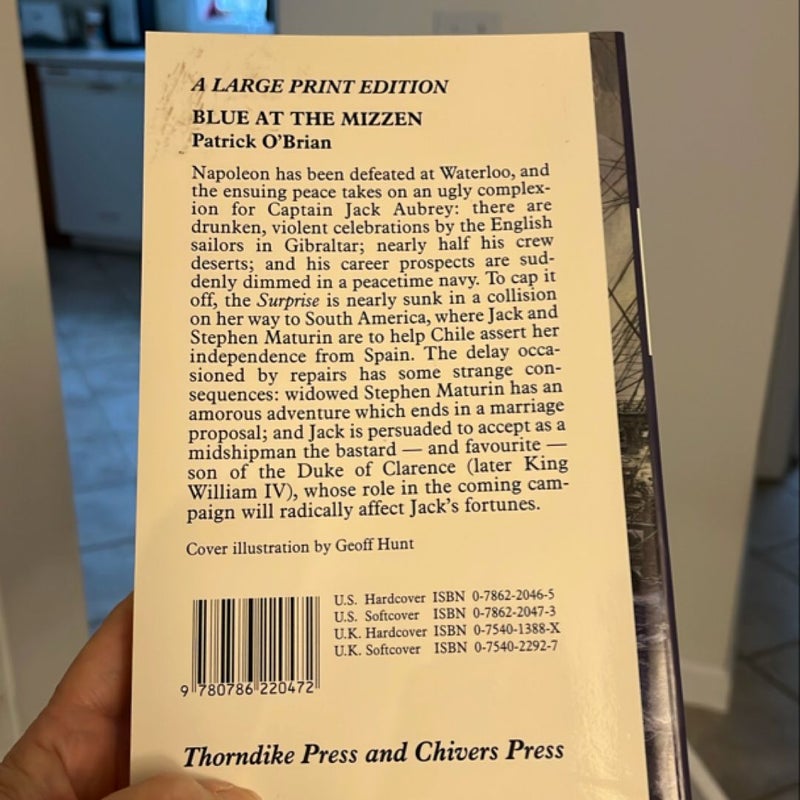 A LARGE PRINT EDITION
BLUE AT THE MIZZEN
Patrick O'Brian
Napoleon has been defeated at Waterloo, and
the ensuing peace takes on an ugly complex-
ion for Captain Jack Aubrey: there are
drunken, violent celebrations by the English
sailors in Gibraltar; nearly half his crew
deserts; and his career prospects are sud-
denly dimmed in a peacetime navy. To cap it
off, the Surprise is nearly sunk in a collision
on her way to South America, where Jack and
Stephen Maturin are to help Chile assert her
independence from Spain. The delay occa-
sioned by repairs has some strange con-
sequences: widowed Stephen Maturin has an
amorous adventure which ends in a marriage
proposal; and Jack is persuaded to accept as a
midshipman the bastard — and favourite —
son of the Duke of Clarence (later King
William IV), whose role in the coming cam-
paign will radically affect Jack's fortunes.
Cover illustration by Geoff Hunt
U.S. Hardcover ISBN 0-7862-2046-5
U.S. Softcover ISBN 0-7862-2047-3
U.K. Hardcover ISBN 0-7540-1388-X
U.K. Softcover ISBN 0-7540-2292-7
9 780786 220472
Thorndike Press and Chivers Press